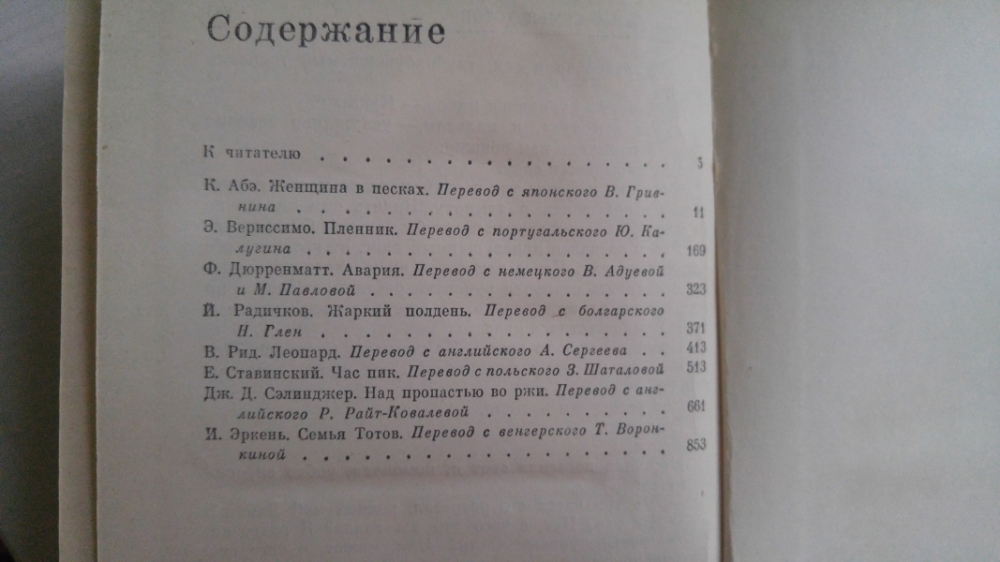 Содержание
К читателю . . . . . . . . . . . . . . . . 5
К. Абэ. Женщина в песках. Перевод с японского В. Грив-
нина . . . . . . . . . . . . . . . . 11
Э. Вериссимо. Пленник. Перевод с португальского Ю. Ка-
лугина . . . . . . . . . . . . . . . . 169
Ф. Дюрренматт. Авария. Перевод с немецкого В. Адуевой
и М. Павловой . . . . . . . . . . . . . 323
Й. Радичков. Жаркий полдень. Перевод с болгарского
Н. Глен . . . . . . . . . . . . . . . 371
В. Рид. Леопард. Перевод с английского А. Сергеева . . 413
Е. Ставинский. Час пик. Перевод с польского З. Шаталовой 513
Дж. Д. Сэлинджер. Над пропастью во ржи. Перевод с анг-
лийского Р. Райт-Ковалевой . . . . . . . . . 661
И. Эркень. Семья Тотов. Перевод с венгерского Т. Ворон-
киной . . . . . . . . . . . . . . . . 853